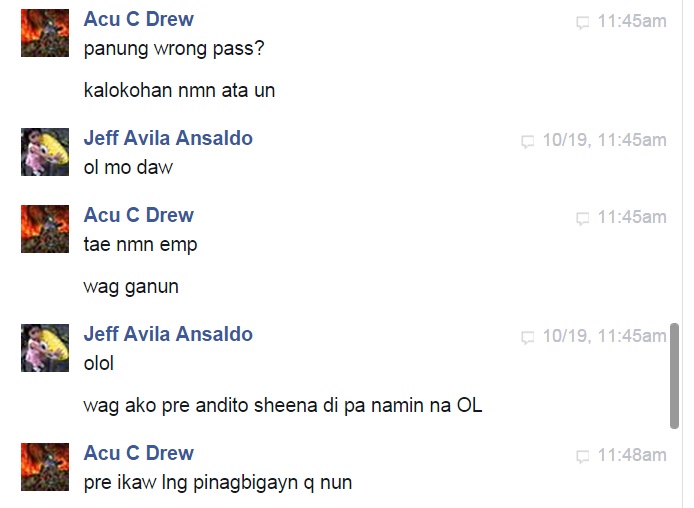 Acu C Drew 11:45am
panung wrong pass?
kalokohan nmn ata un
Jeff Avila Ansaldo 10/19, 11:45am
ol mo daw
Acu C Drew 11:45am
tae nmn emp
wag ganun
Jeff Avila Ansaldo 10/19, 11:45am
olol
wag ako pre andito sheena di pa namin na OL
Acu C Drew 11:48am
pre ikaw lng pinagbigayn q nun